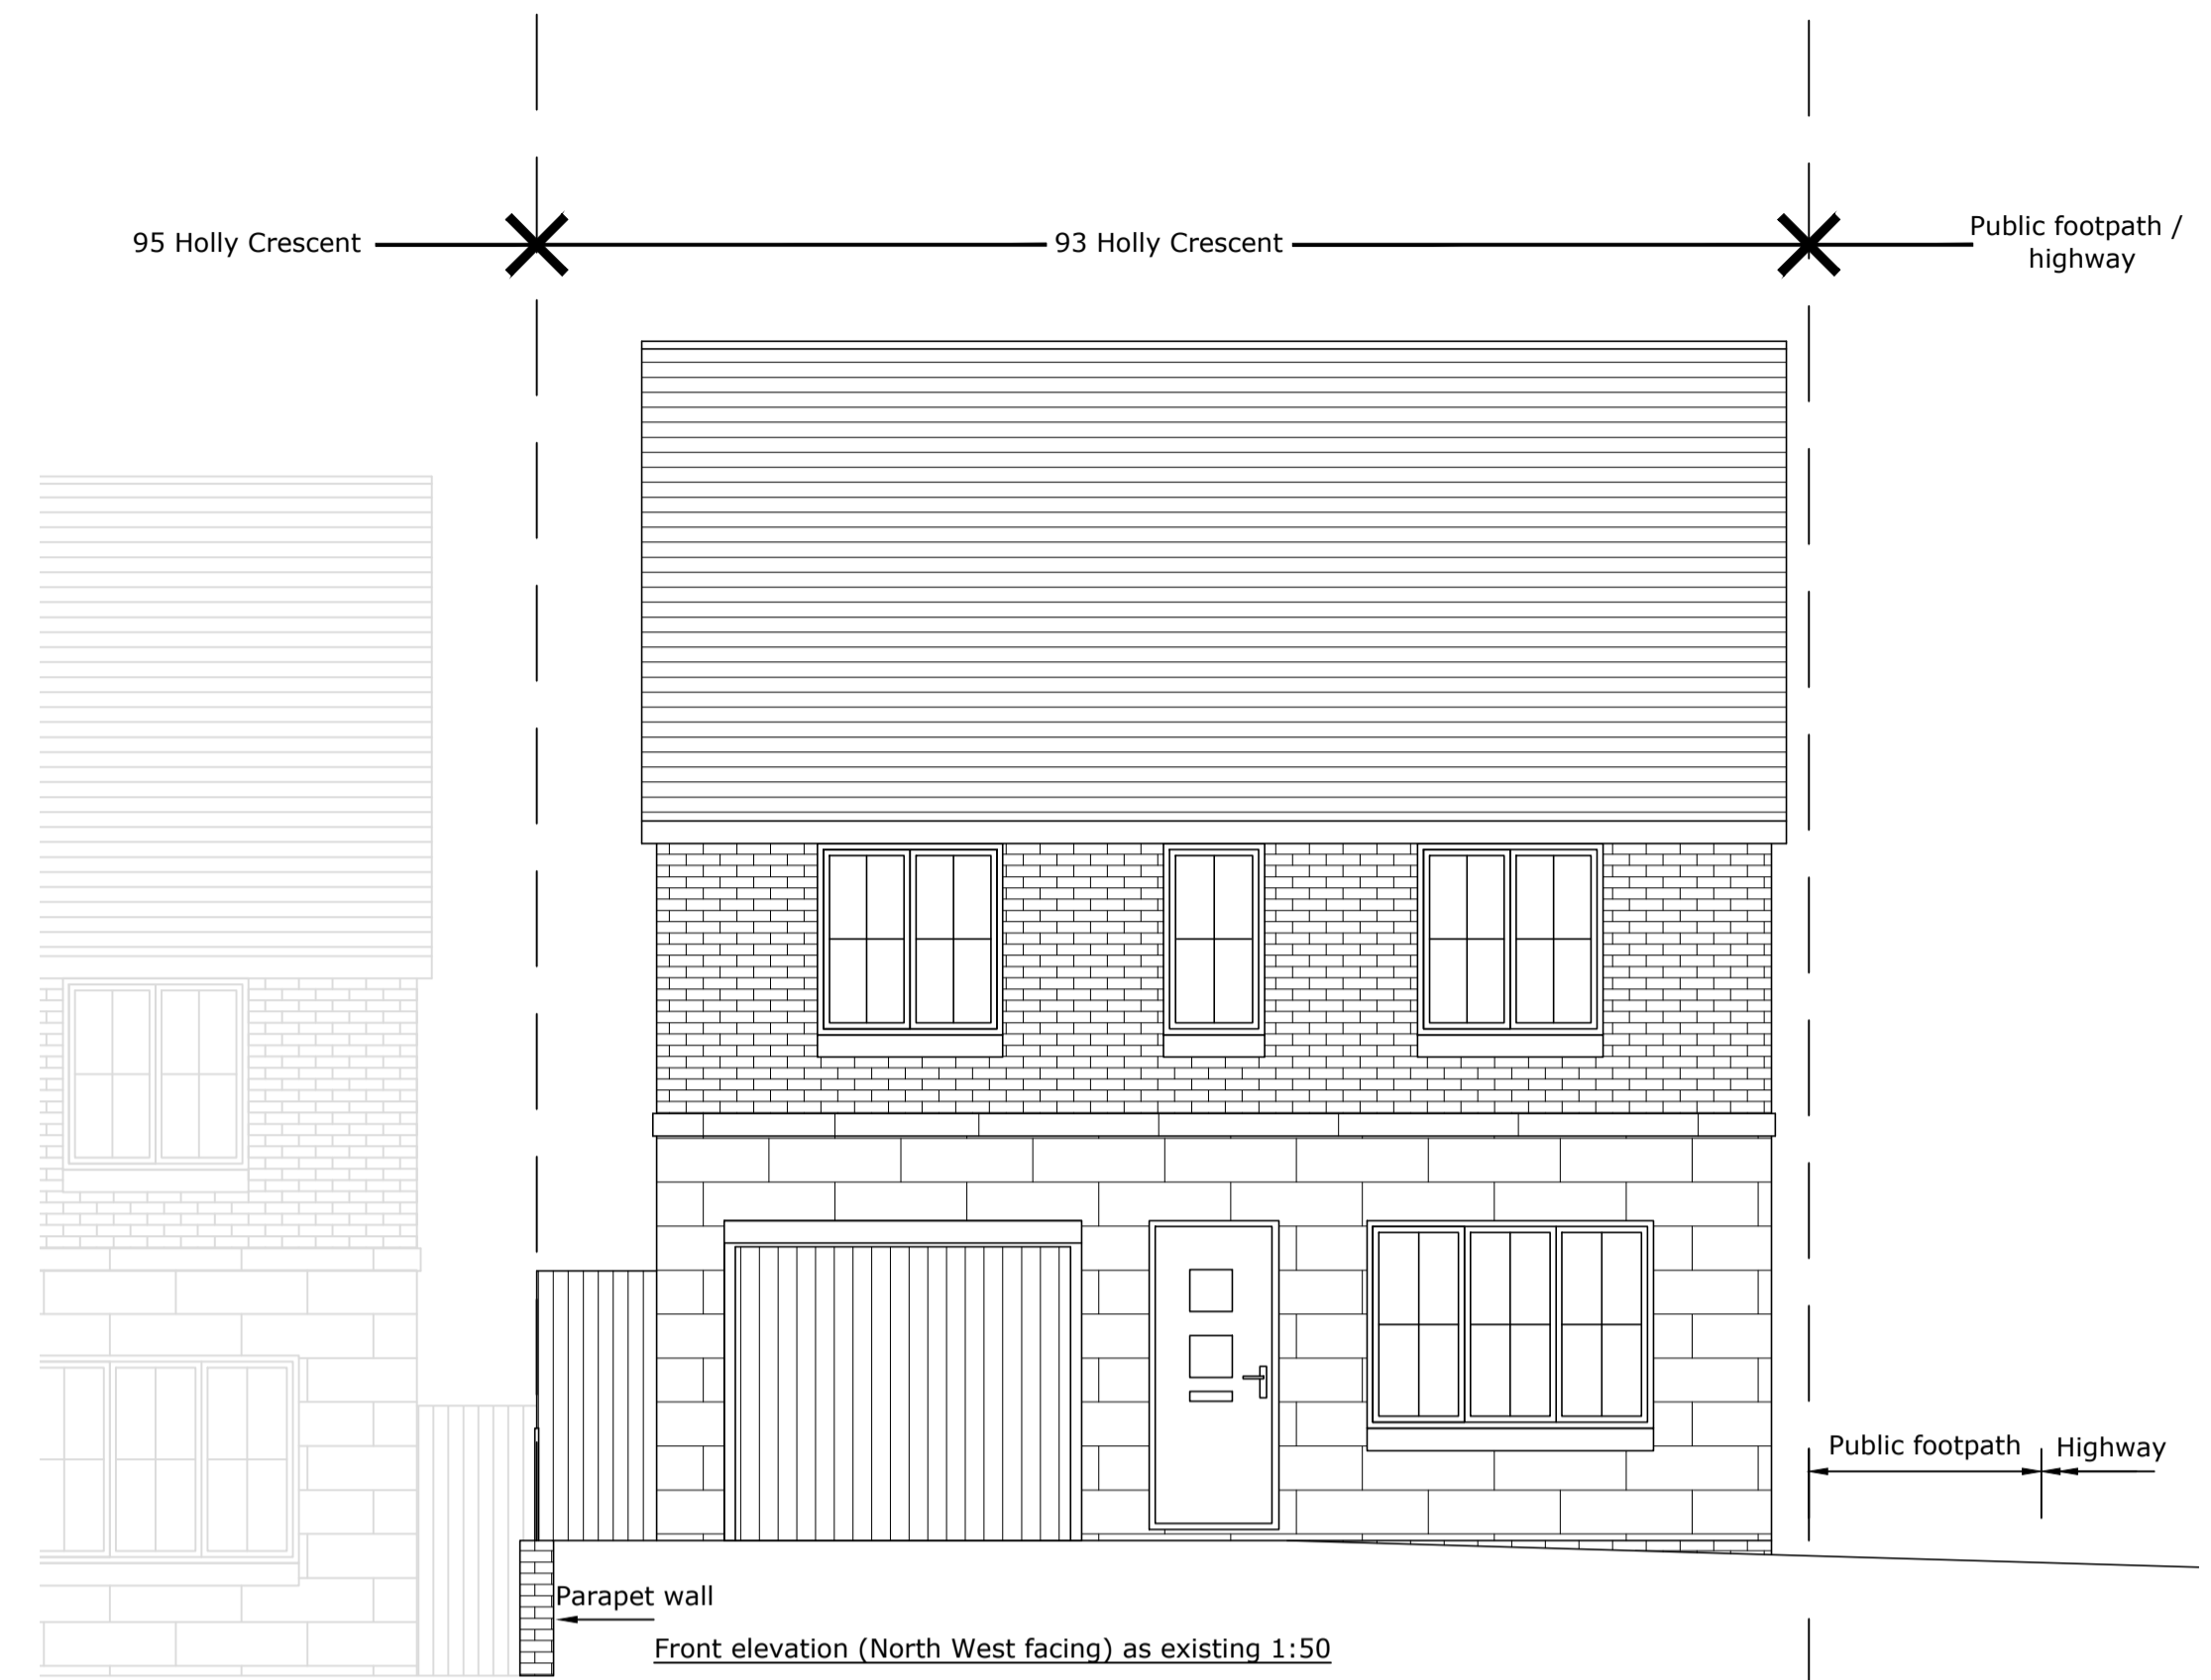 95 Holly Crescent
93 Holly Crescent
Public footpath /
highway
Public footpath
Highway
Parapet wall
Front elevation (North West facing) as existing 1:50